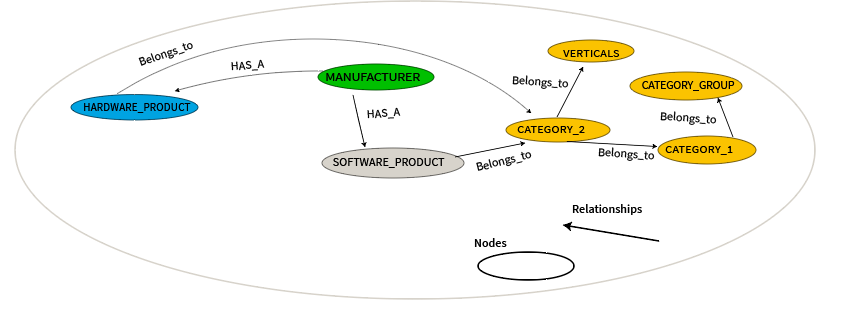 Belongs_to
HAS_A
VERTICALS
MANUFACTURER
Belongs_to
CATEGORY_GROUP
HARDWARE_PRODUCT
HAS_A
Belongs_to
CATEGORY_2
SOFTWARE_PRODUCT
Belongs_to
Belongs_to
CATEGORY_1
Relationships
Nodes